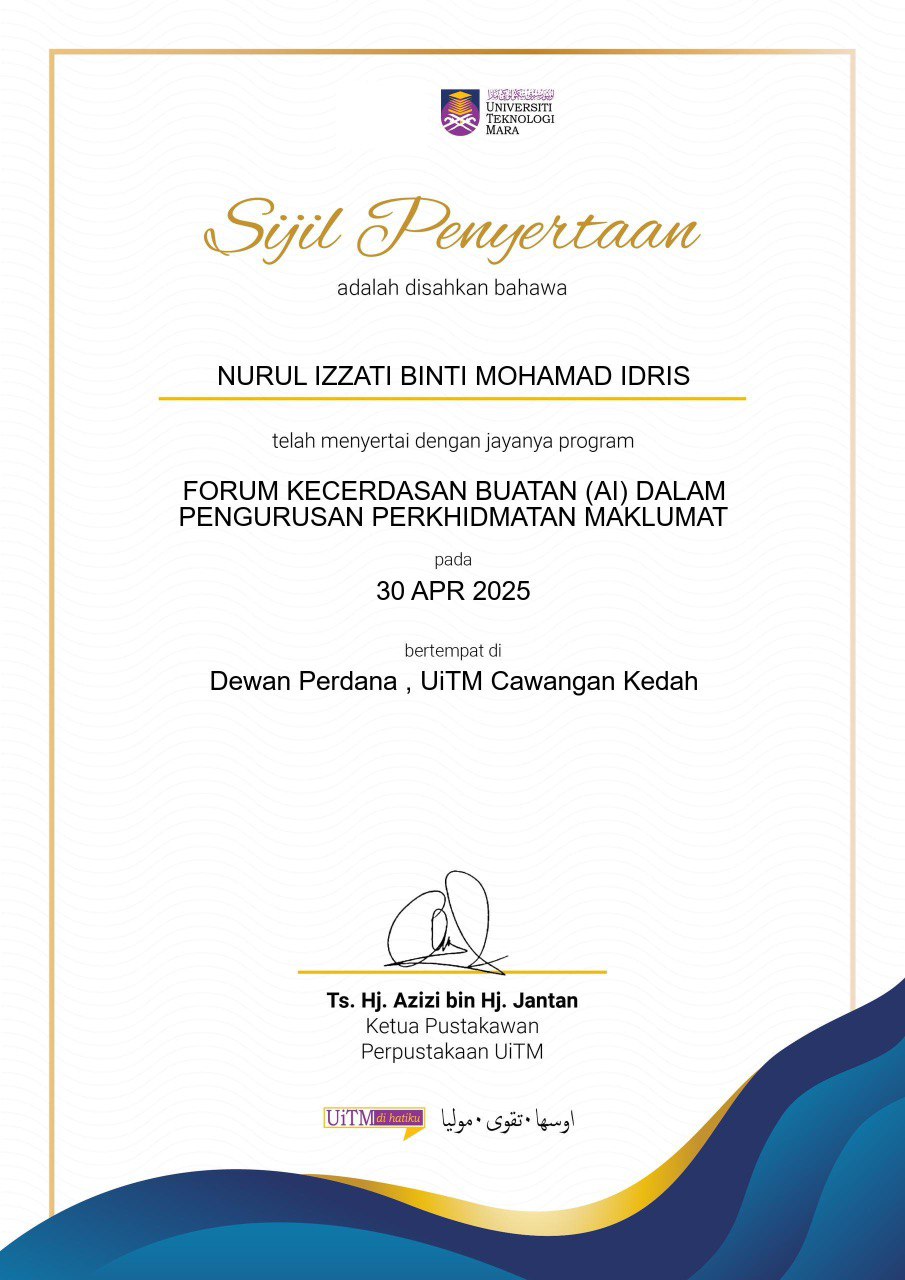 UNIVERSITI
TEKNOLOGI
MARA
Sijil Penyertaan
adalah disahkan bahawa
NURUL IZZATI BINTI MOHAMAD IDRIS
telah menyertai dengan jayanya program
FORUM KECERDASAN BUATAN (AI) DALAM
PENGURUSAN PERKHIDMATAN MAKLUMAT
pada
30 APR 2025
bertempat di
Dewan Perdana , UiTM Cawangan Kedah
Ts. Hj. Azizi bin Hj. Jantan
Ketua Pustakawan
Perpustakaan UiTM
UiTM di hatiku
اوسها•تقوى•موليا